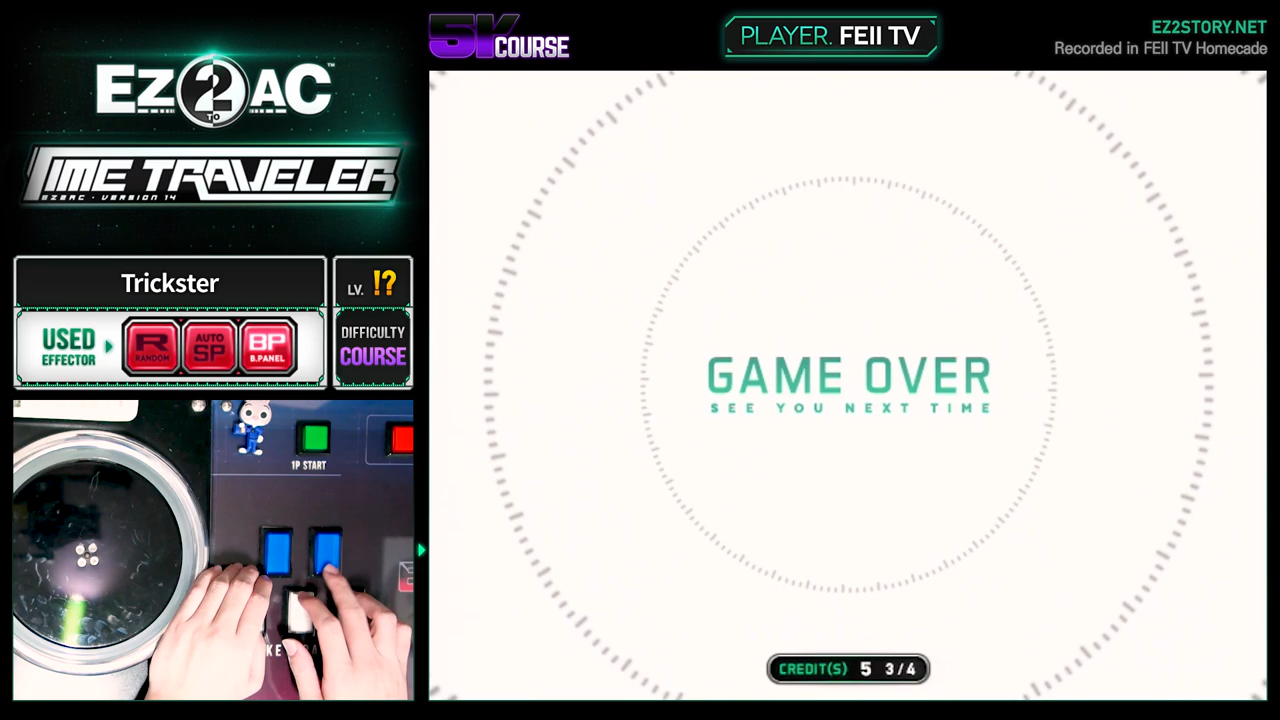 EZ2AC™
TO
TIME TRAVELER
EZ2AC · VERSION 14
5K COURSE
PLAYER. FEII TV
EZ2STORY.NET
Recorded in FEII TV Homecade
Trickster
LV. !?
USED EFFECTOR
R RANDOM
AUTO SP
BP B.PANEL
DIFFICULTY
COURSE
1P START
GAME OVER
SEE YOU NEXT TIME
CREDIT(S) 5 3/4